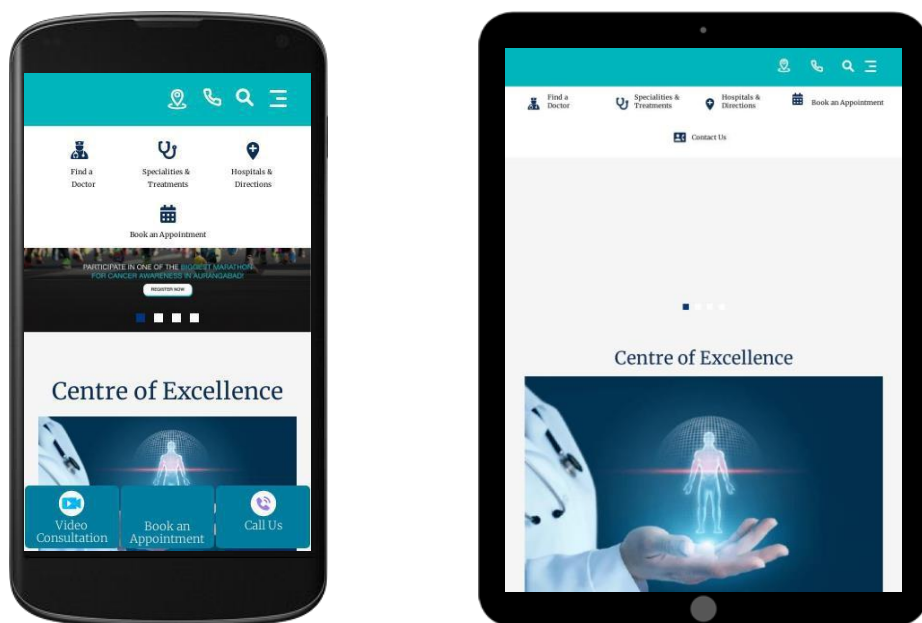 Find a
Doctor
Specialities &
Treatments
Hospitals &
Directions
Book an Appointment
PARTICIPATE IN ONE OF THE BIGGEST MARATHON
FOR CANCER AWARENESS IN AURANGABAD!
REGISTER NOW
Centre of Excellence
Video
Consultation
Book an
Appointment
Call Us
Find a
Doctor
Specialities &
Treatments
Hospitals &
Directions
Book an Appointment
Contact Us
Centre of Excellence